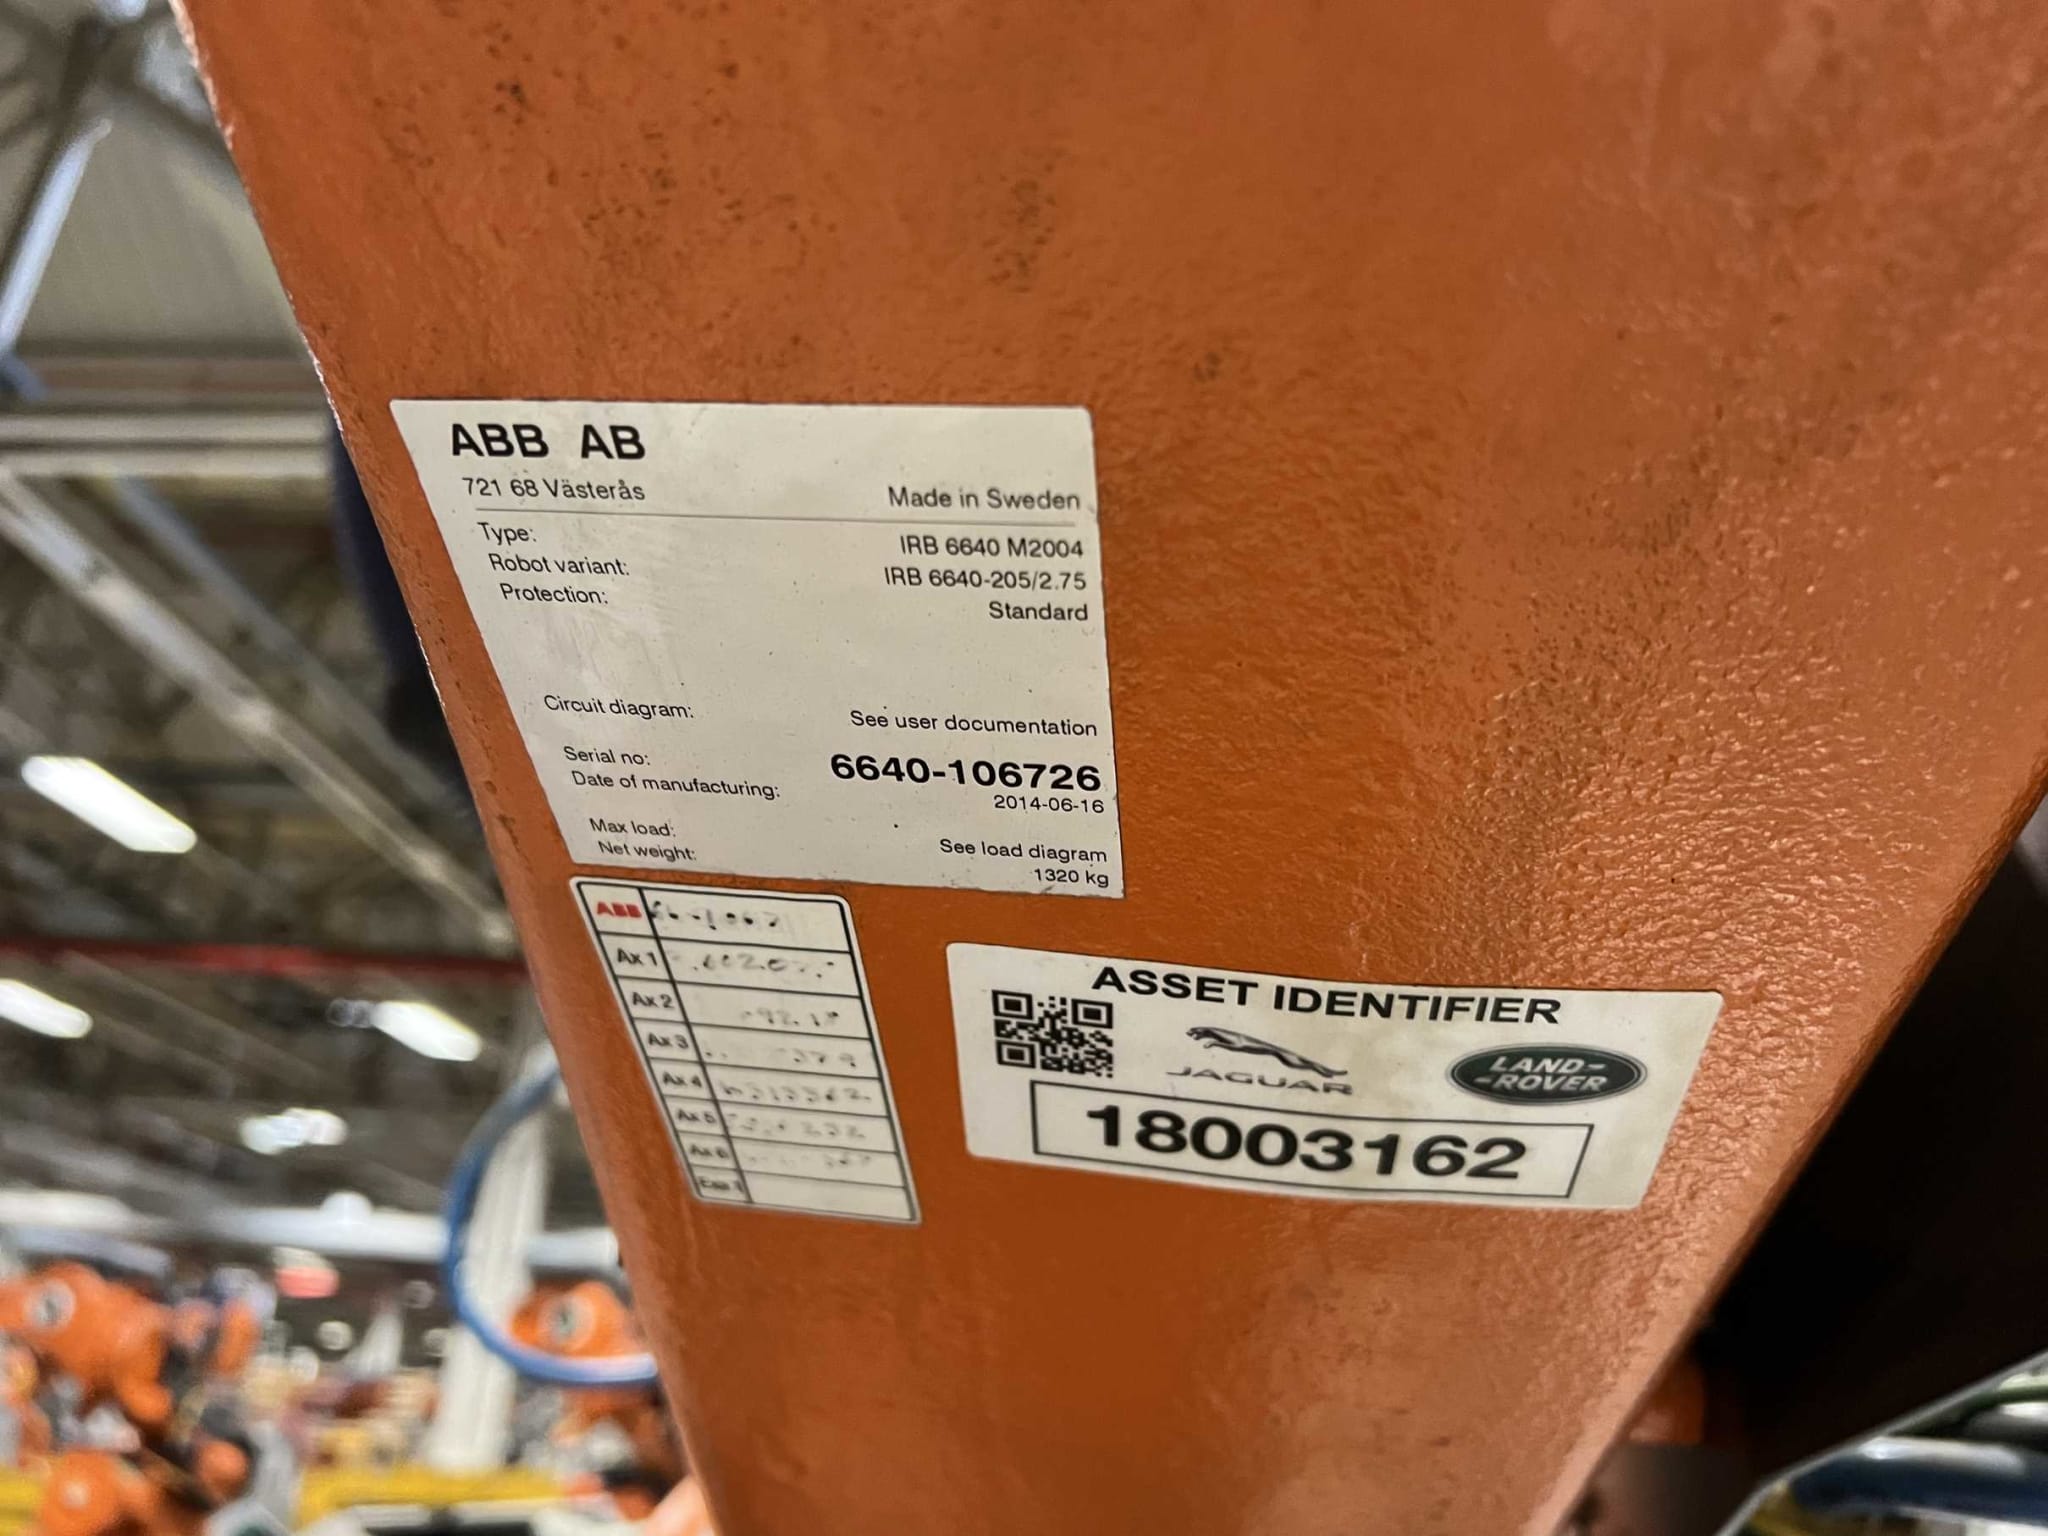 ABB AB
721 68 Västerås Made in Sweden
Type: IRB 6640 M2004
Robot variant: IRB 6640-205/2.75
Protection: Standard
Circuit diagram: See user documentation
Serial no: 6640-106726
Date of manufacturing: 2014-06-16
Max load: See load diagram
Net weight: 1320 kg
ABB
Ax 1
Ax 2
Ax 3
Ax 4
Ax 5
Ax 6
ASSET IDENTIFIER
JAGUAR
LAND-
-ROVER
18003162